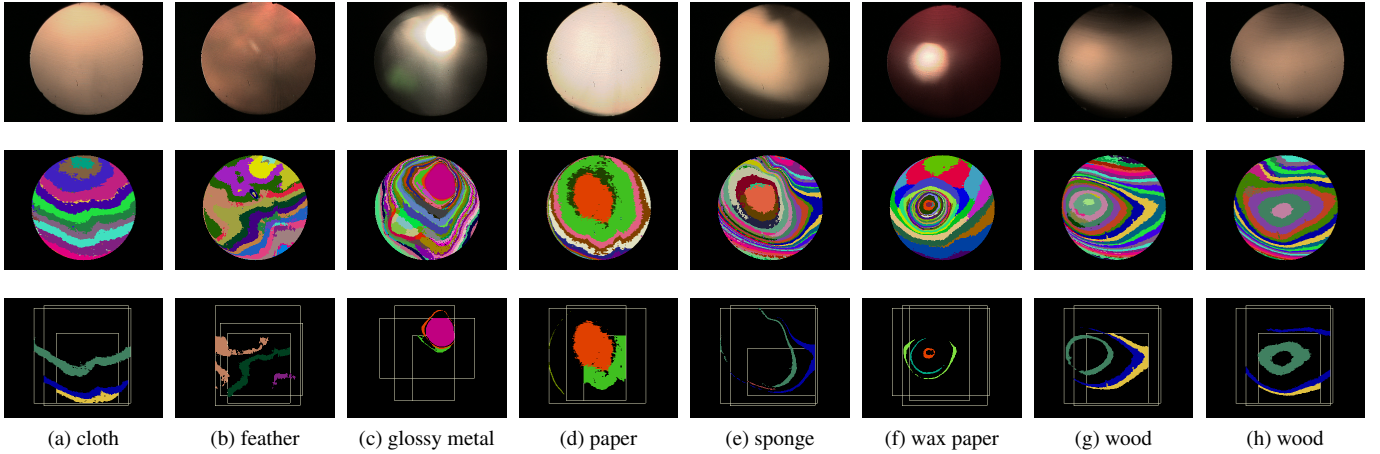 (a) cloth (b) feather (c) glossy metal (d) paper (e) sponge (f) wax paper (g) wood (h) wood